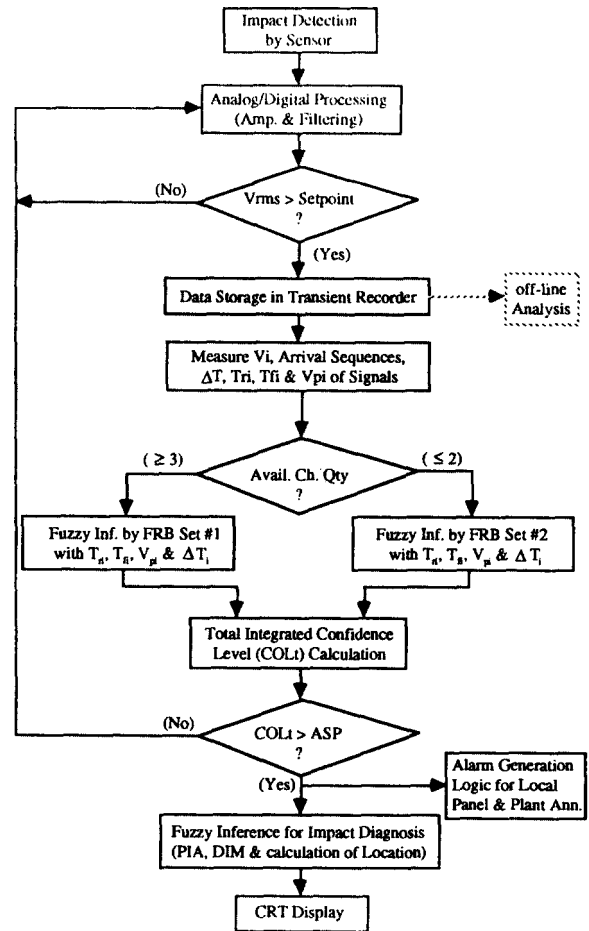 Impact Detection
by Sensor
Analog/Digital Processing
(Amp. & Filtering)
(No)
Vrms > Setpoint
?
(Yes)
Data Storage in Transient Recorder
off-line
Analysis
Measure Vi, Arrival Sequences,
ΔT, Tri, Tfi & Vpi of Signals
( ≥ 3)
Avail. Ch. Qty
?
( ≤ 2)
Fuzzy Inf. by FRB Set #1
with Tri, Tfi, Vpi & ΔTi
Fuzzy Inf. by FRB Set #2
with Tri, Tfi, Vpi & ΔTi
Total Integrated Confidence
Level (COLt) Calculation
(No)
COLt > ASP
?
(Yes)
Alarm Generation
Logic for Local
Panel & Plant Ann.
Fuzzy Inference for Impact Diagnosis
(PIA, DIM & calculation of Location)
CRT Display